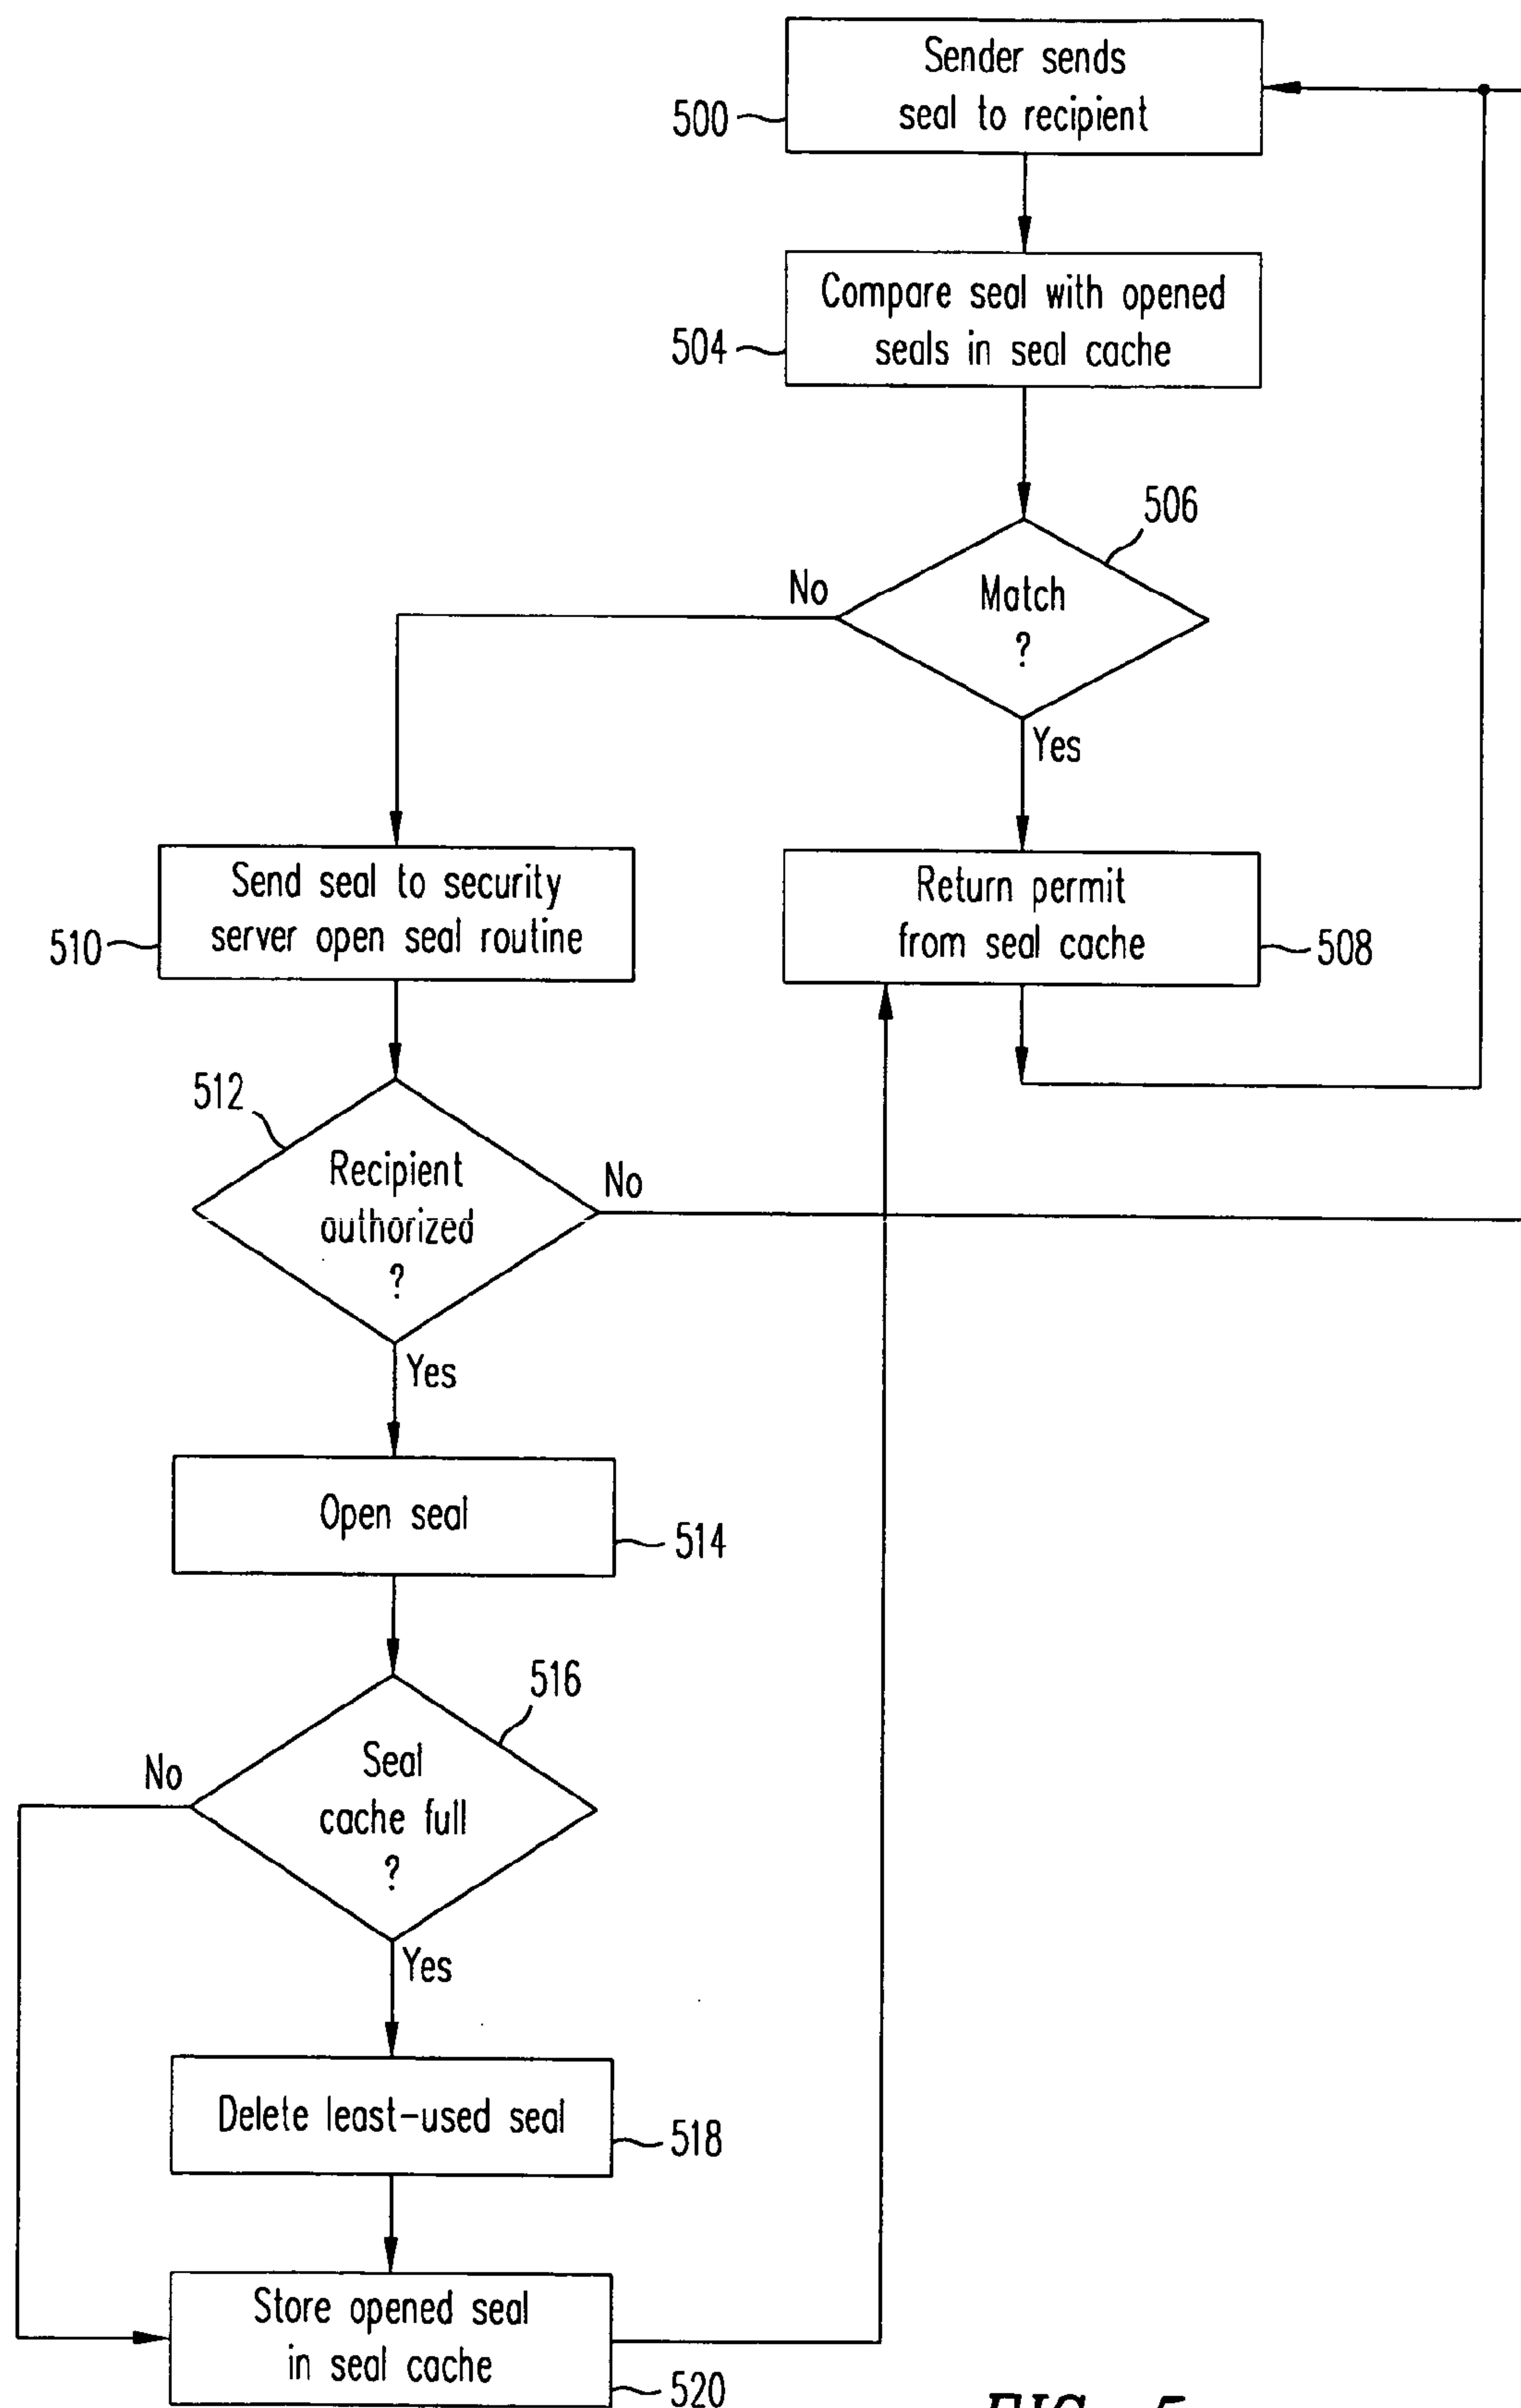 Sender sends
seal to recipient
500
Compare seal with opened
seals in seal cache
504
506
Match
?
No
Yes
Send seal to security
server open seal routine
510
Return permit
from seal cache
508
512
Recipient
authorized
?
No
Yes
Open seal
514
516
Seal
cache full
?
No
Yes
Delete least-used seal
518
Store opened seal
in seal cache
520